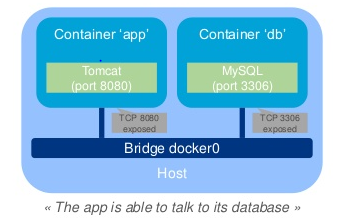 Container ‘app’
Container ‘db’
Tomcat
(port 8080)
MySQL
(port 3306)
TCP 8080
exposed
TCP 3306
exposed
Bridge docker0
Host
« The app is able to talk to its database »